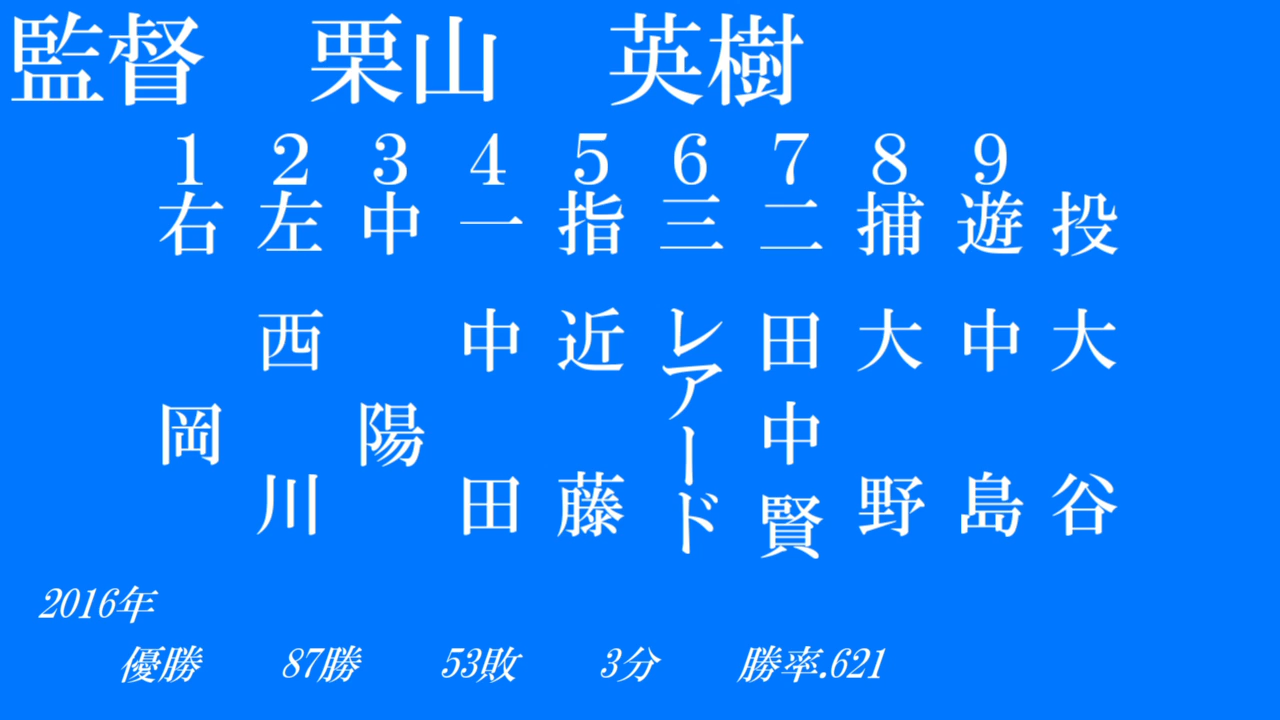 監督 栗山 英樹
1 2 3 4 5 6 7 8 9
右 左 中 一 指 三 二 捕 遊 投
岡
西川
陽
中田
近藤
レアード
田中賢
大野
中島
大谷
2016年
優勝 87勝 53敗 3分 勝率.621